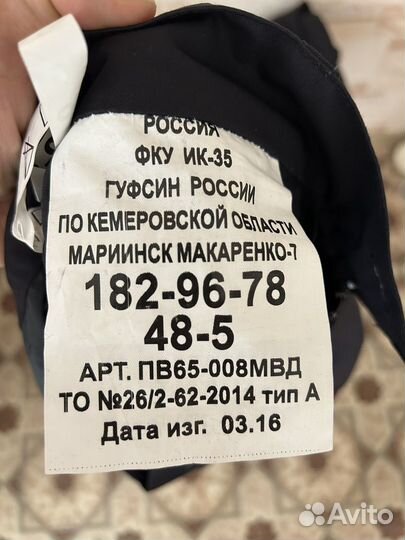 РОССИЯ
ФКУ ИК-35
ГУФСИН РОССИИ
ПО КЕМЕРОВСКОЙ ОБЛАСТИ
МАРИИНСК МАКАРЕНКО-7
182-96-78
48-5
АРТ. ПВ65-008МВД
ТО №26/2-62-2014 тип А
Дата изг. 03.16
Avito